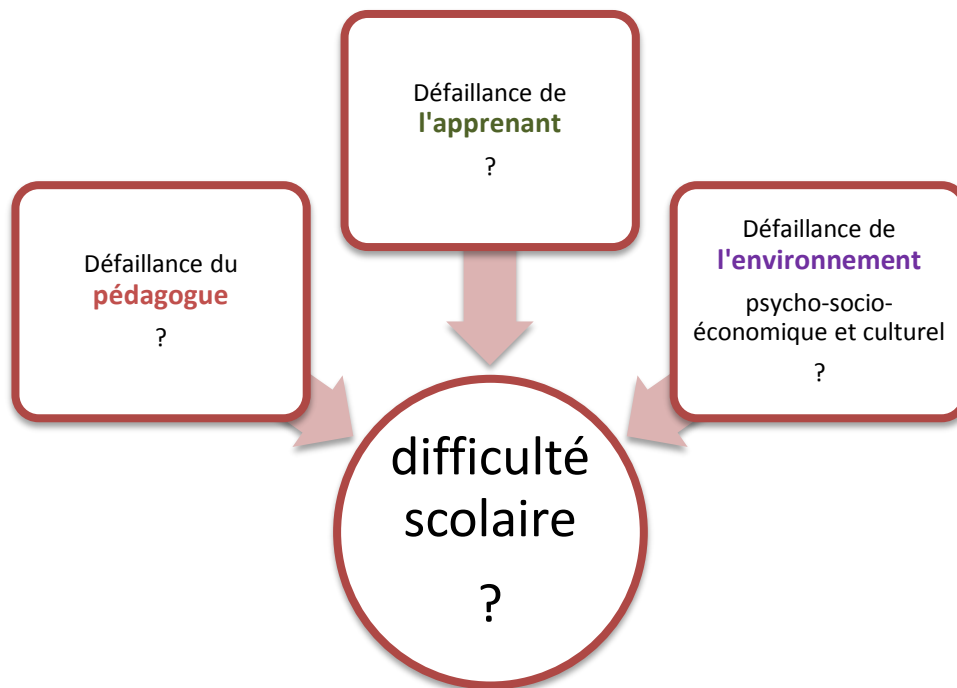 Défaillance du
pédagogue
?
Défaillance de
l'apprenant
?
Défaillance de
l'environnement
psycho-socio-
économique et culturel
?
difficulté
scolaire
?